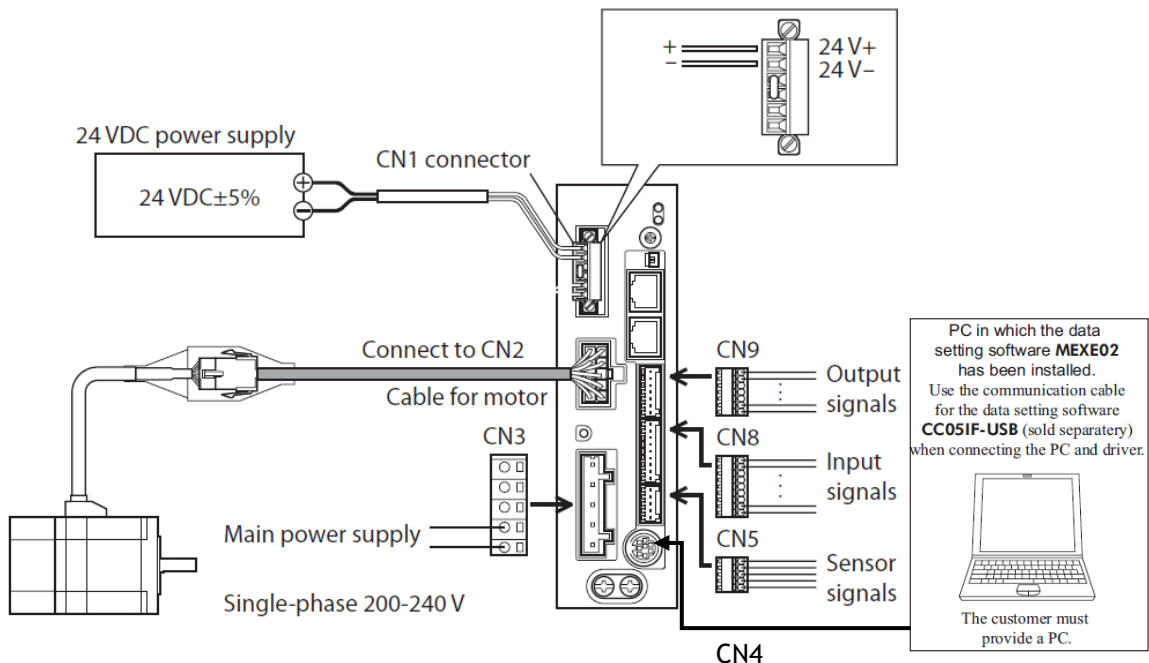 +
−
24 V+
24 V−
24 VDC power supply
24 VDC±5%
+
−
CN1 connector
Connect to CN2
Cable for motor
CN3
Main power supply
Single-phase 200-240 V
CN9
Output
signals
CN8
Input
signals
CN5
Sensor
signals
CN4
PC in which the data
setting software MEXE02
has been installed.
Use the communication cable
for the data setting software
CC05IF-USB (sold separatery)
when connecting the PC and driver.
The customer must
provide a PC.